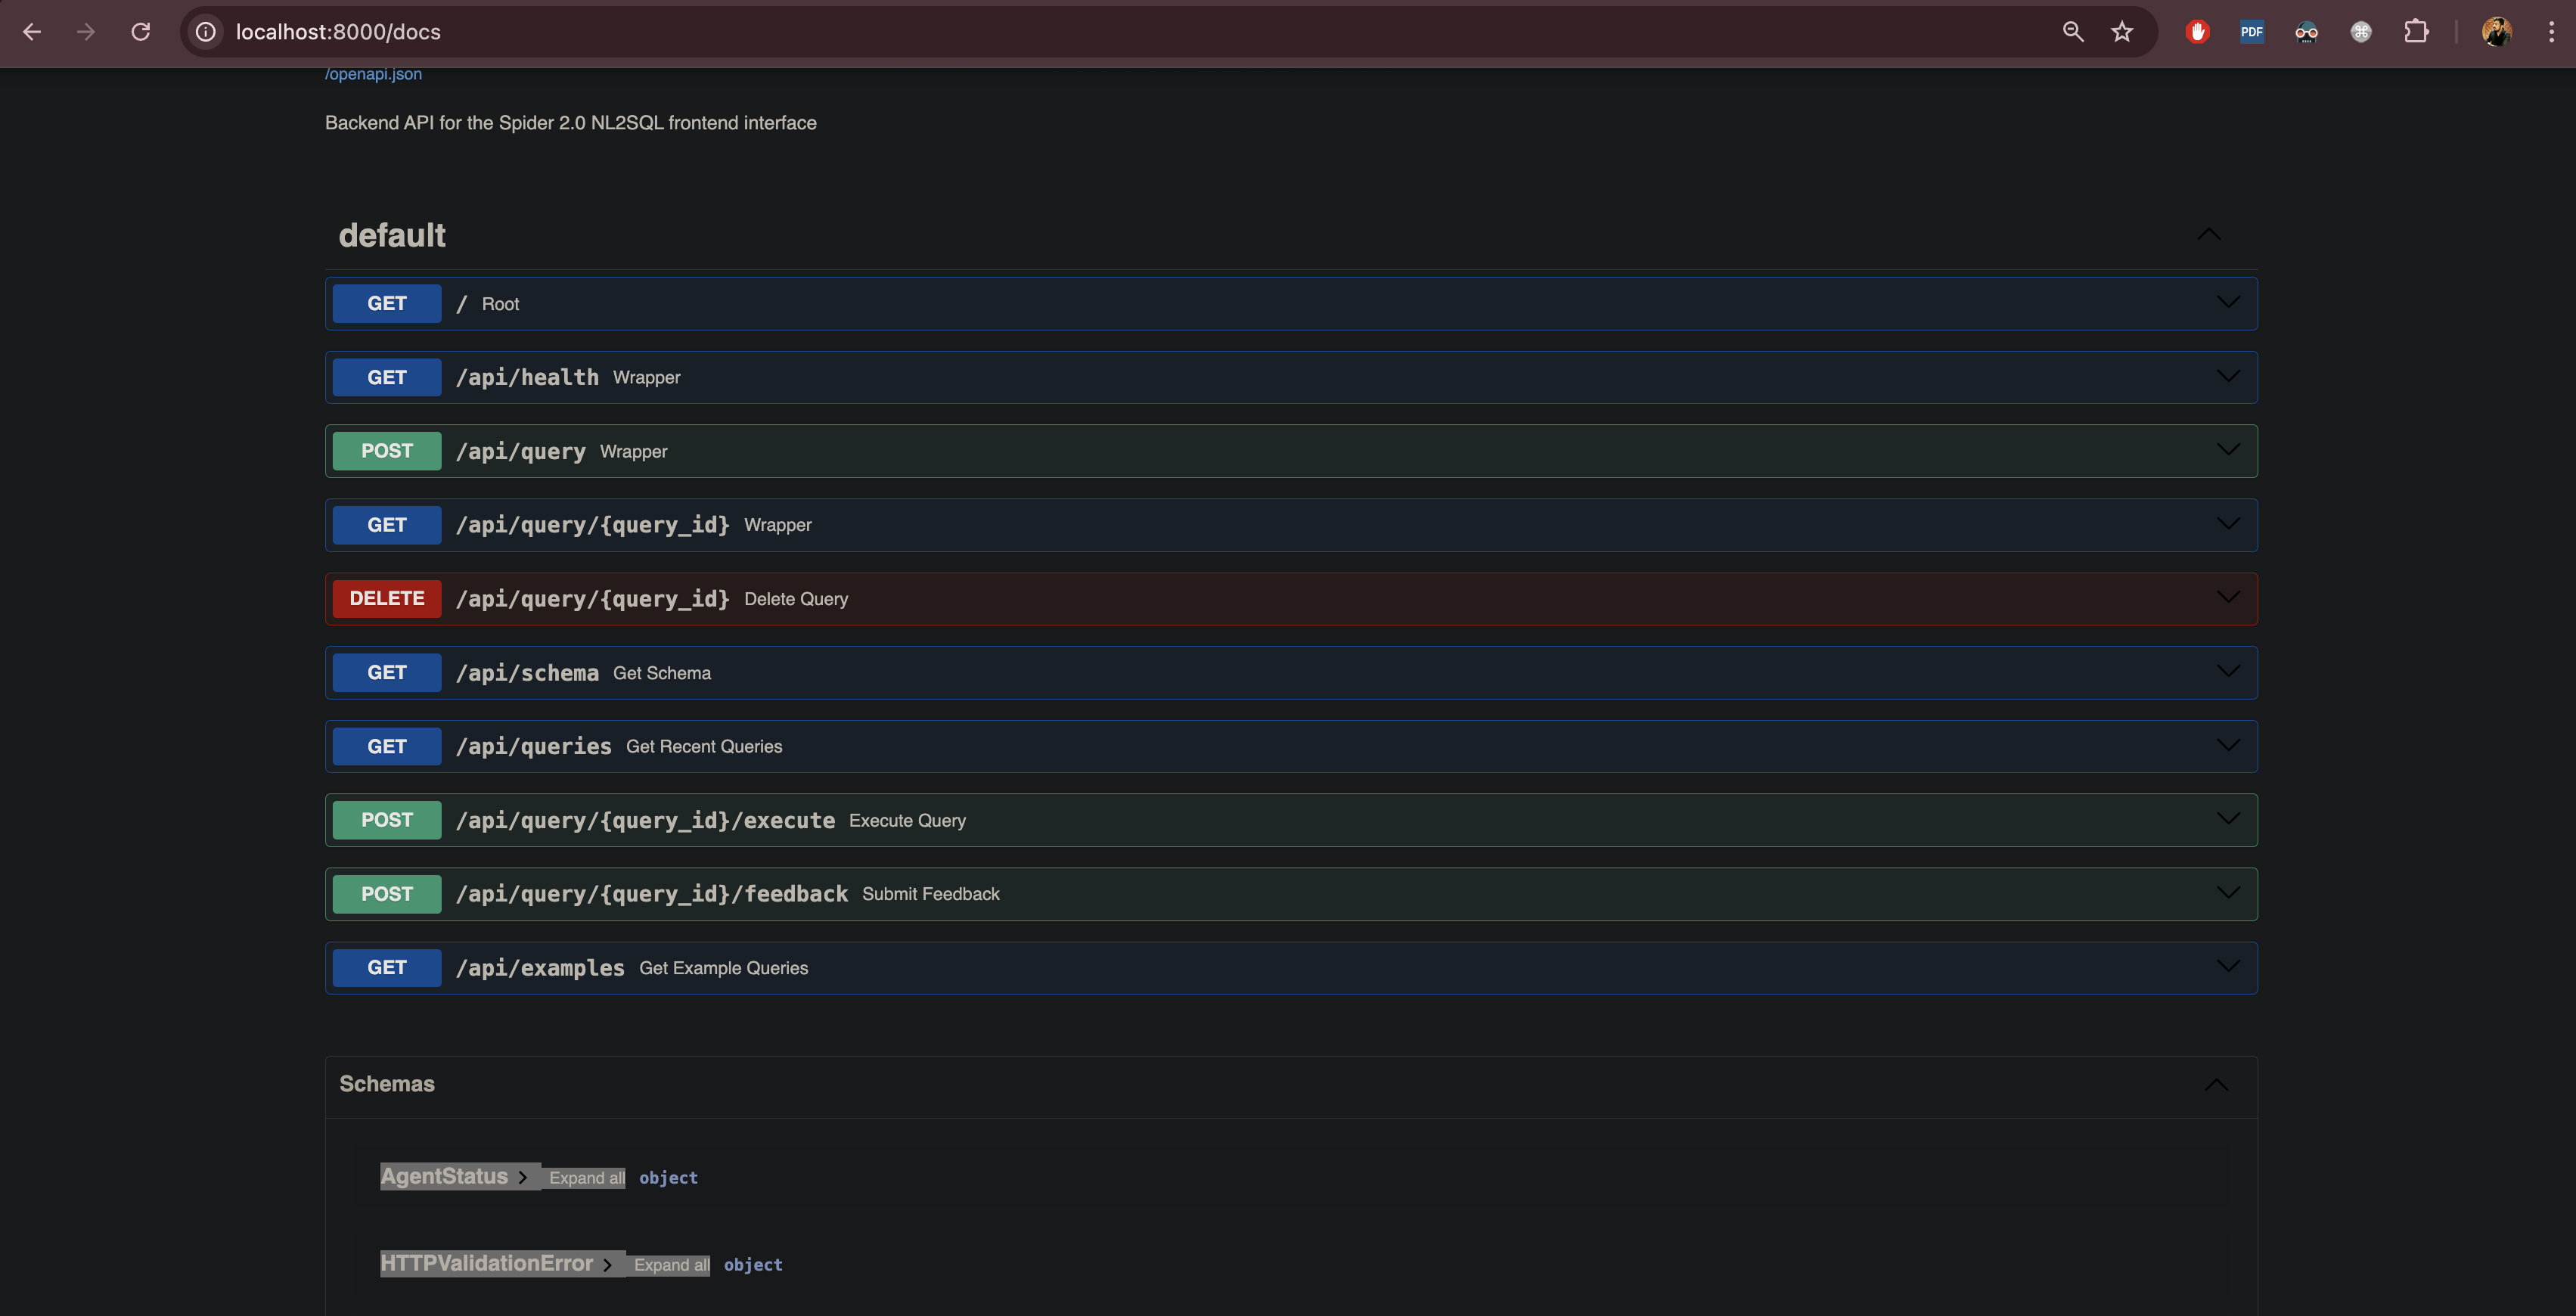 localhost:8000/docs
PDF
/openapi.json
Backend API for the Spider 2.0 NL2SQL frontend interface
default
GET / Root
GET /api/health Wrapper
POST /api/query Wrapper
GET /api/query/{query_id} Wrapper
DELETE /api/query/{query_id} Delete Query
GET /api/schema Get Schema
GET /api/queries Get Recent Queries
POST /api/query/{query_id}/execute Execute Query
POST /api/query/{query_id}/feedback Submit Feedback
GET /api/examples Get Example Queries
Schemas
AgentStatus Expand all object
HTTPValidationError Expand all object